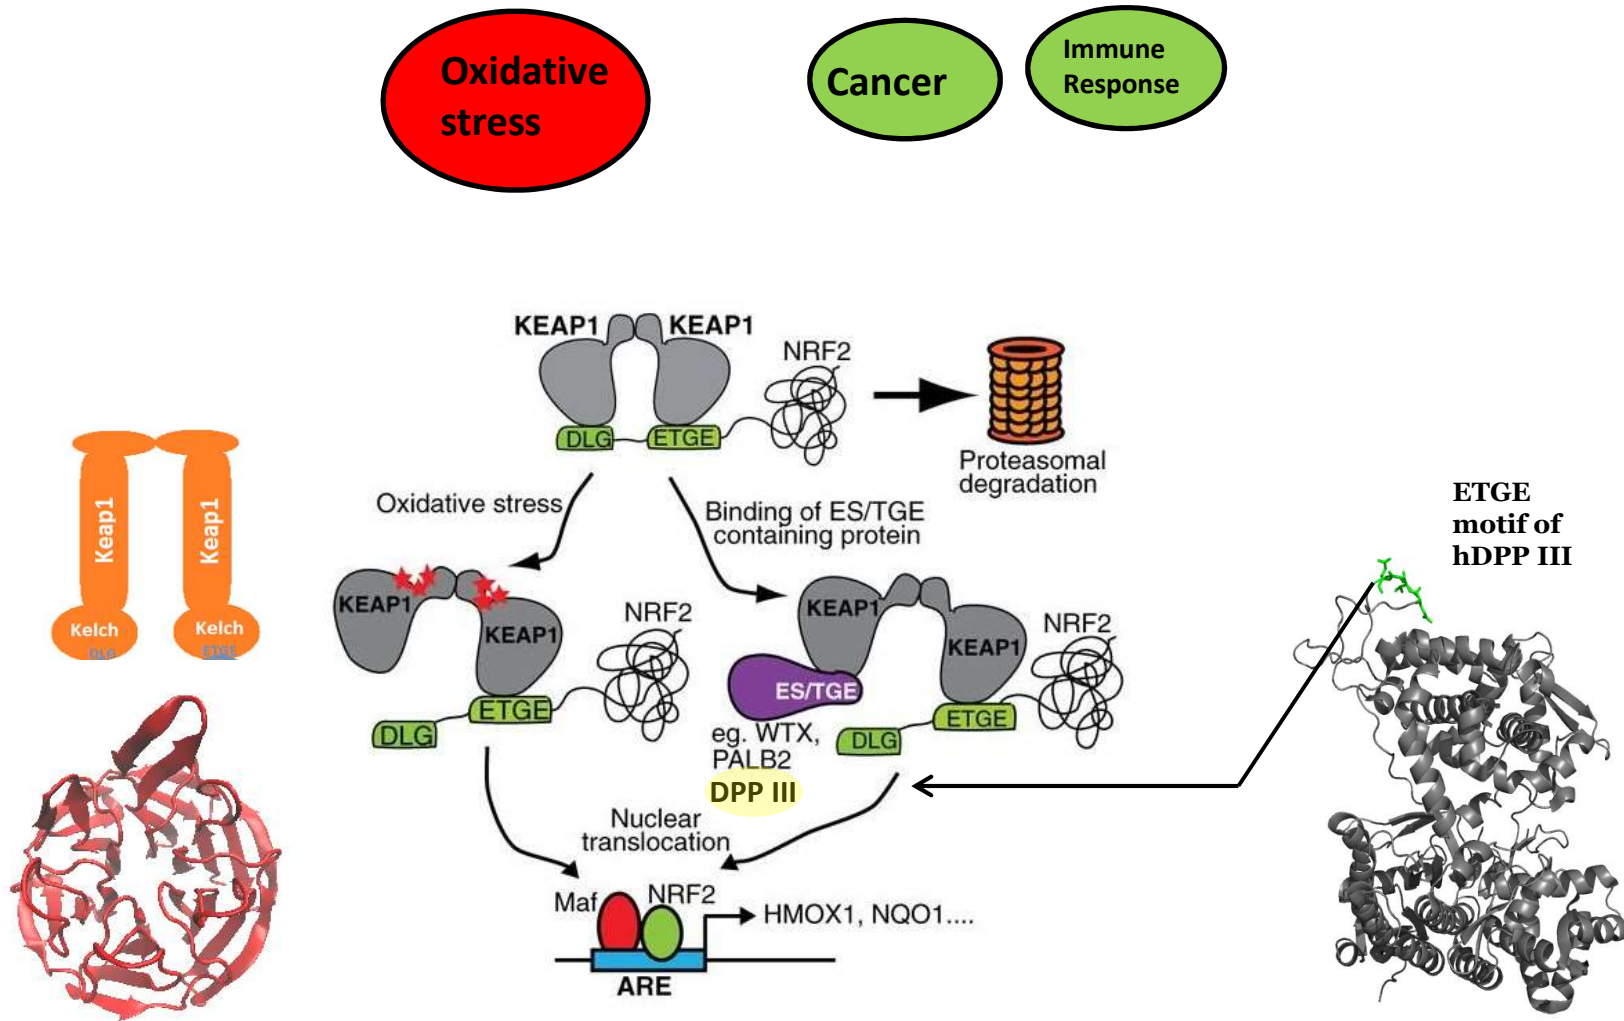 Oxidative
stress
Cancer
Immune
Response
KEAP1
KEAP1
NRF2
DLG
ETGE
Proteasomal
degradation
Oxidative stress
Binding of ES/TGE
containing protein
Keap1
Keap1
Kelch
DLG
Kelch
ETGE
KEAP1
KEAP1
NRF2
ETGE
DLG
KEAP1
KEAP1
NRF2
ES/TGE
ETGE
DLG
eg. WTX,
PALB2
DPP III
ETGE
motif of
hDPP III
Nuclear
translocation
Maf
NRF2
HMOX1, NQO1....
ARE